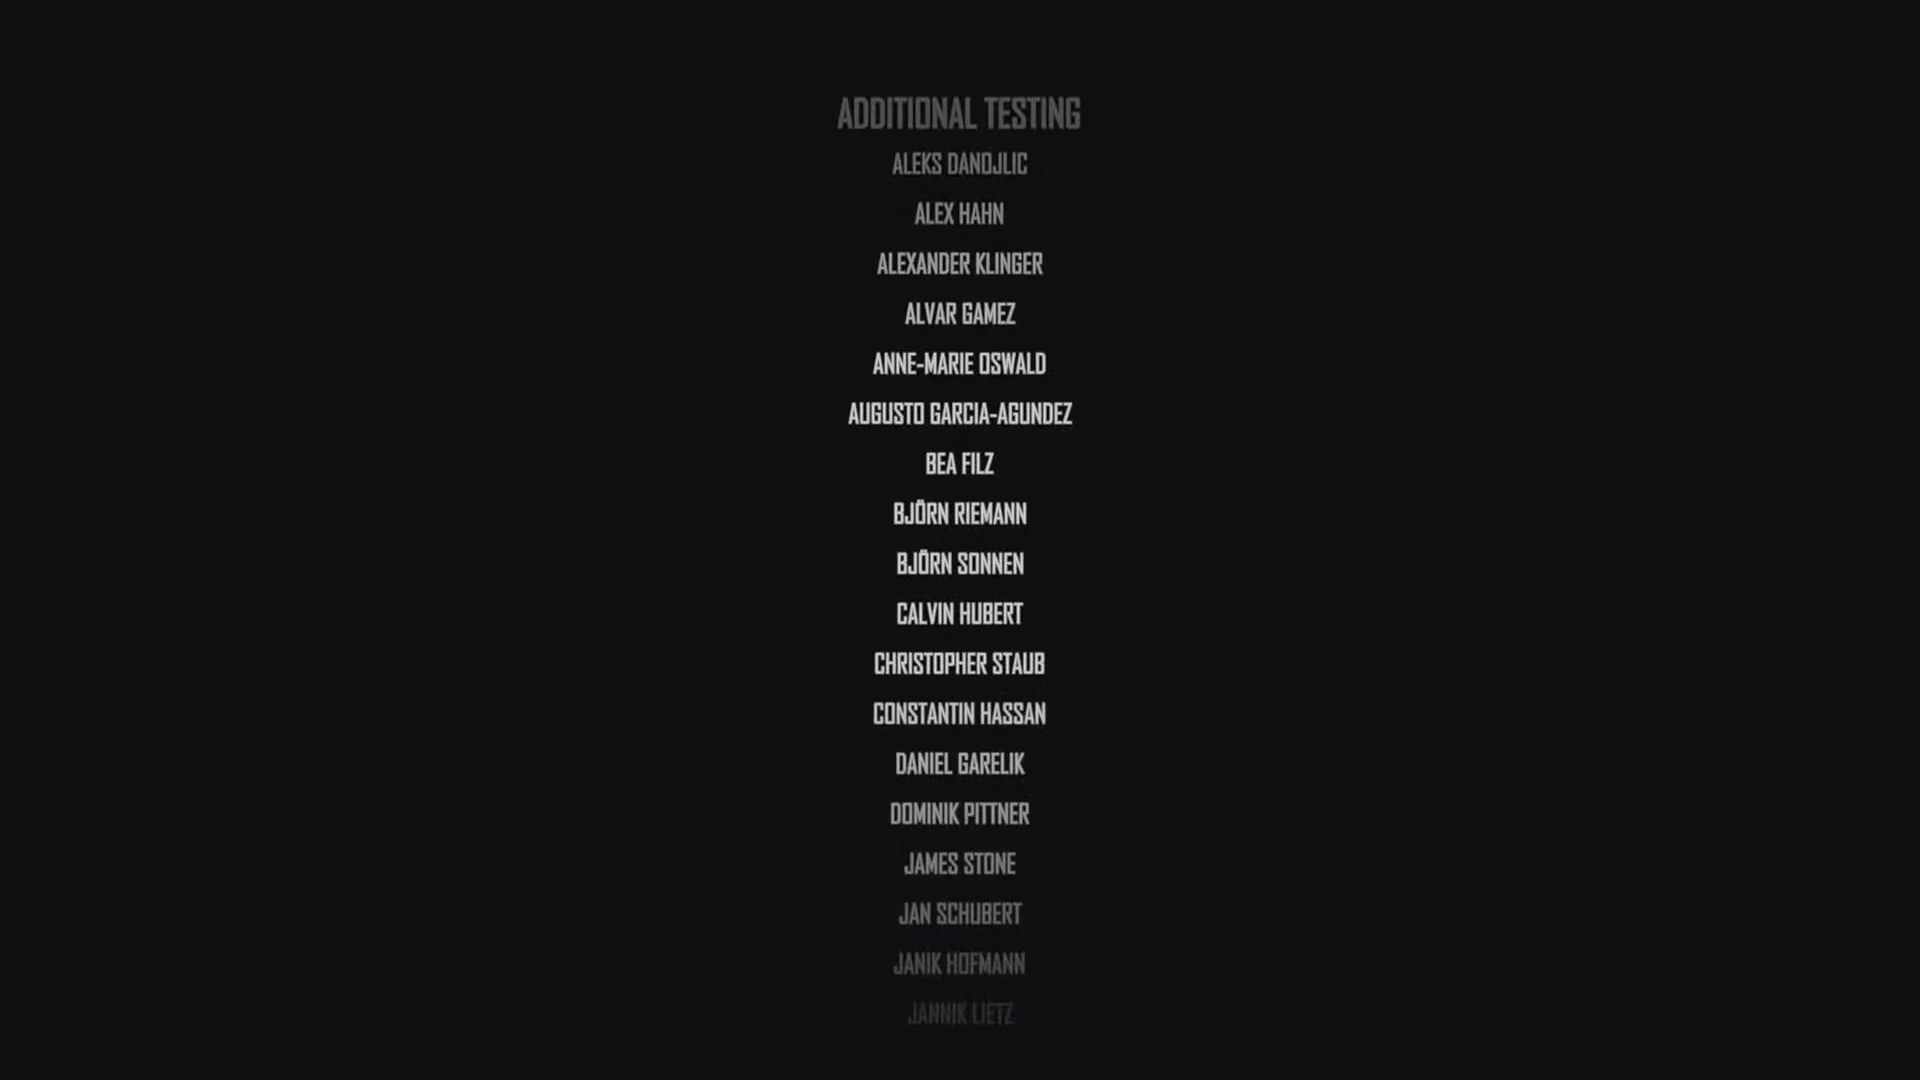 ADDITIONAL TESTING
ALEKS DANOJLIC
ALEX HAHN
ALEXANDER KLINGER
ALVAR GAMEZ
ANNE-MARIE OSWALD
AUGUSTO GARCIA-AGUNDEZ
BEA FILZ
BJÖRN RIEMANN
BJÖRN SONNEN
CALVIN HUBERT
CHRISTOPHER STAUB
CONSTANTIN HASSAN
DANIEL GARELIK
DOMINIK PITTNER
JAMES STONE
JAN SCHUBERT
JANIK HOFMANN
JANNIK LIETZ